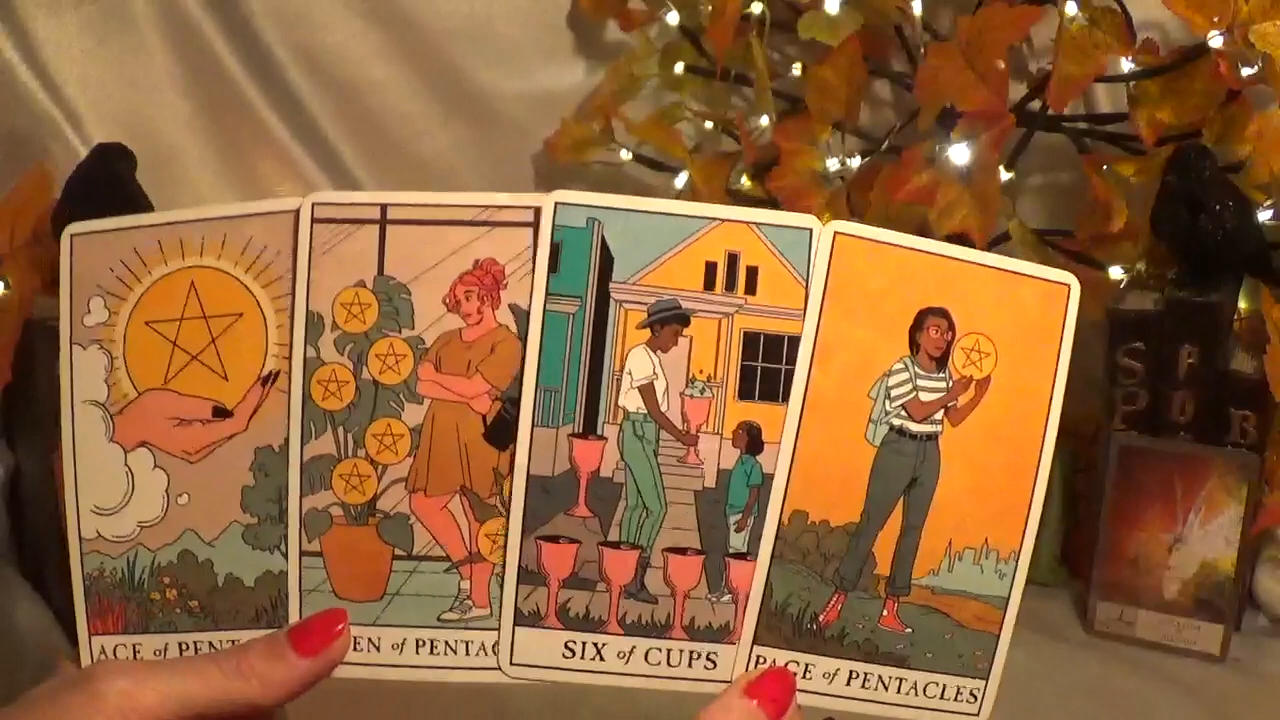 ACE of PENT
EN of PENTAC
SIX of CUPS
PAGE of PENTACLES
S